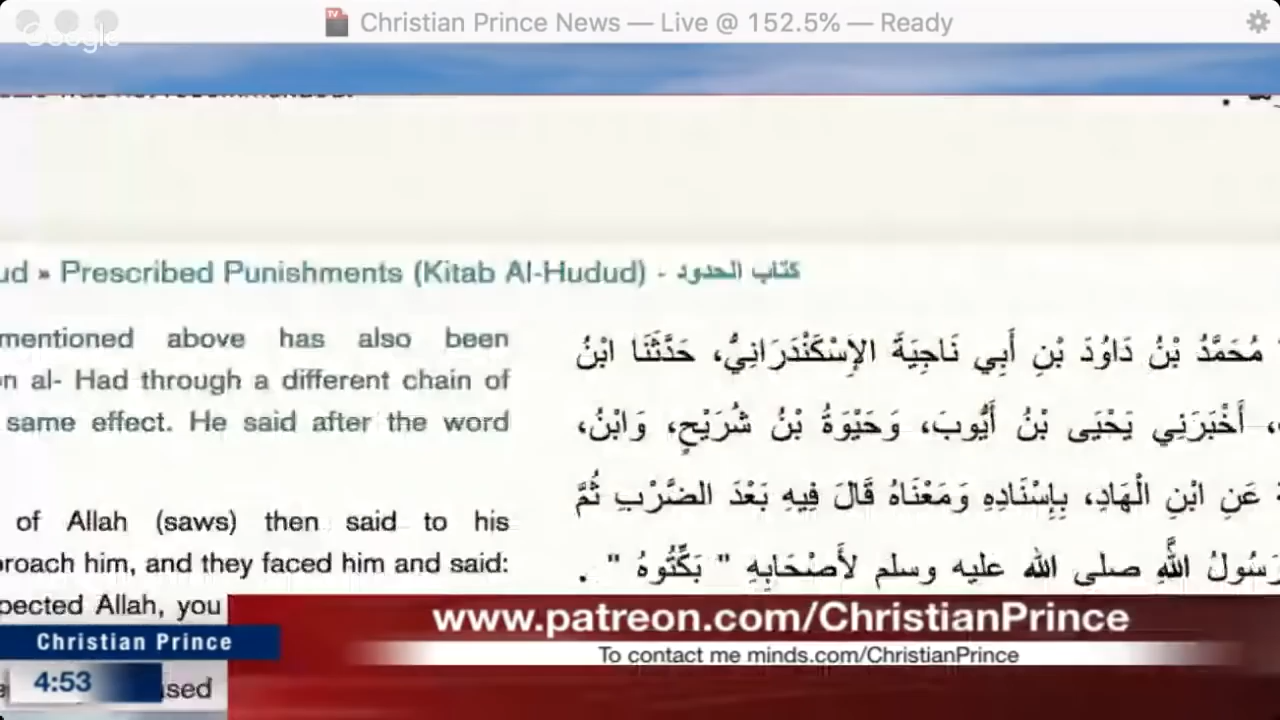 Christian Prince News — Live @ 152.5% — Ready
Google
ud » Prescribed Punishments (Kitab Al-Hudud) - كتاب الحدود
mentioned above has also been
n al- Had through a different chain of
same effect. He said after the word
of Allah (saws) then said to his
roach him, and they faced him and said:
pected Allah, you
sed
مُحَمَّدُ بْنُ دَاوُدَ بْنِ أَبِي نَاجِيَةَ الإِسْكَنْدَرَانِيُّ، حَدَّثَنَا ابْنُ
، أَخْبَرَنِي يَحْيَى بْنُ أَيُّوبَ، وَحَيْوَةُ بْنُ شُرَيْحٍ، وَابْنُ،
عَنِ ابْنِ الْهَادِ، بِإِسْنَادِهِ وَمَعْنَاهُ قَالَ فِيهِ بَعْدَ الضَّرْبِ ثُمَّ
رَسُولُ اللَّهِ صلى الله عليه وسلم لأَصْحَابِهِ " بَكِّتُوهُ " .
www.patreon.com/ChristianPrince
To contact me minds.com/ChristianPrince
Christian Prince
4:53